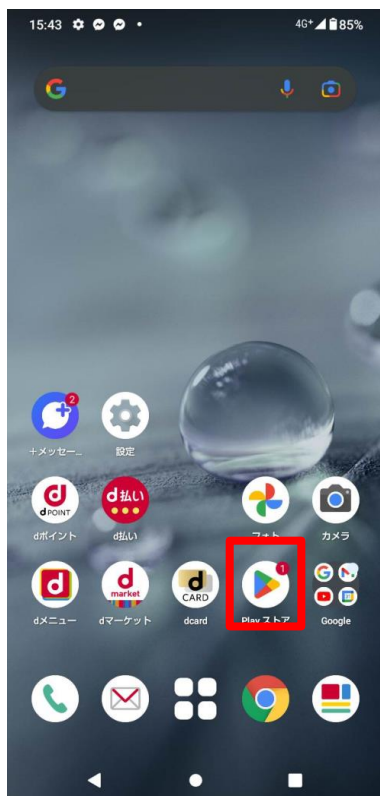 15:43 4G+ 85%
2
+メッセー… 設定
d POINT d払い
dポイント d払い フォト カメラ
d d market d CARD 1
dメニュー dマーケット dcard Play ストア Google